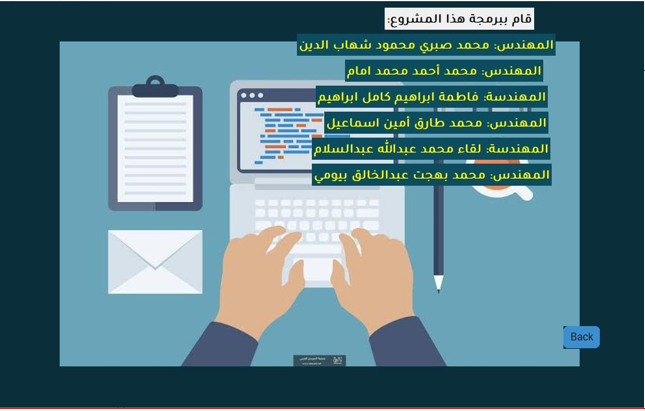 قام ببرمجة هذا المشروع:
المهندس: محمد صبري محمود شهاب الدين
المهندس: محمد أحمد محمد امام
المهندسة: فاطمة ابراهيم كامل ابراهيم
المهندس: محمد طارق أمين اسماعيل
المهندسة: لقاء محمد عبدالله عبدالسلام
المهندس: محمد بهجت عبدالخالق بيومي
Back